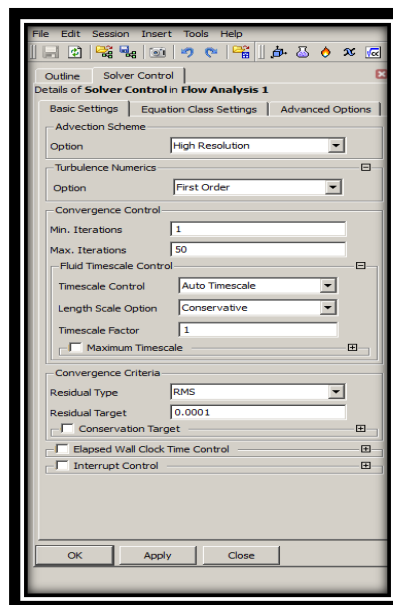 File Edit Session Insert Tools Help
Outline Solver Control
Details of Solver Control in Flow Analysis 1
Basic Settings Equation Class Settings Advanced Options
Advection Scheme
Option High Resolution
Turbulence Numerics
Option First Order
Convergence Control
Min. Iterations 1
Max. Iterations 50
Fluid Timescale Control
Timescale Control Auto Timescale
Length Scale Option Conservative
Timescale Factor 1
Maximum Timescale
Convergence Criteria
Residual Type RMS
Residual Target 0.0001
Conservation Target
Elapsed Wall Clock Time Control
Interrupt Control
OK Apply Close